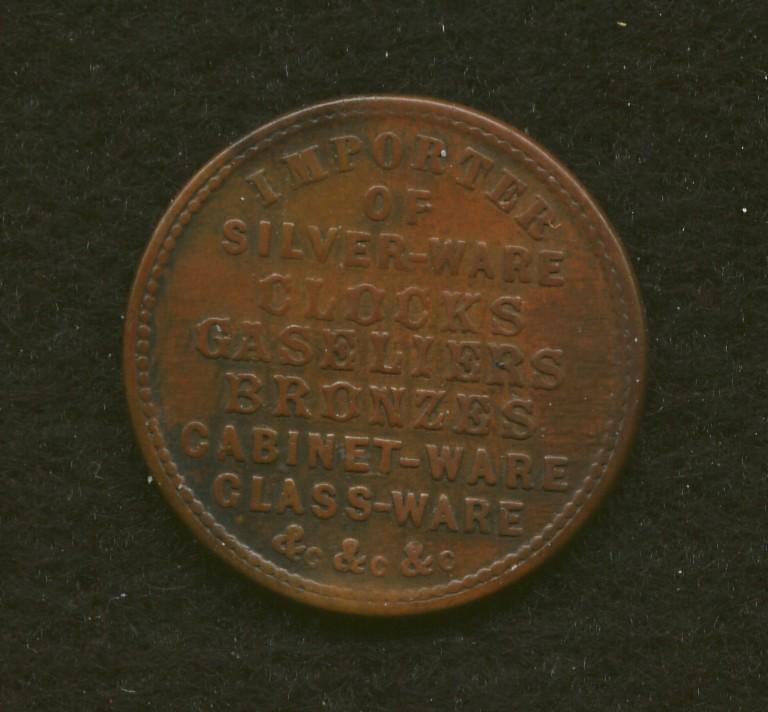 IMPORTER
OF
SILVER-WARE
CLOCKS
GASELIERS
BRONZES
CABINET-WARE
GLASS-WARE
&c &c &c